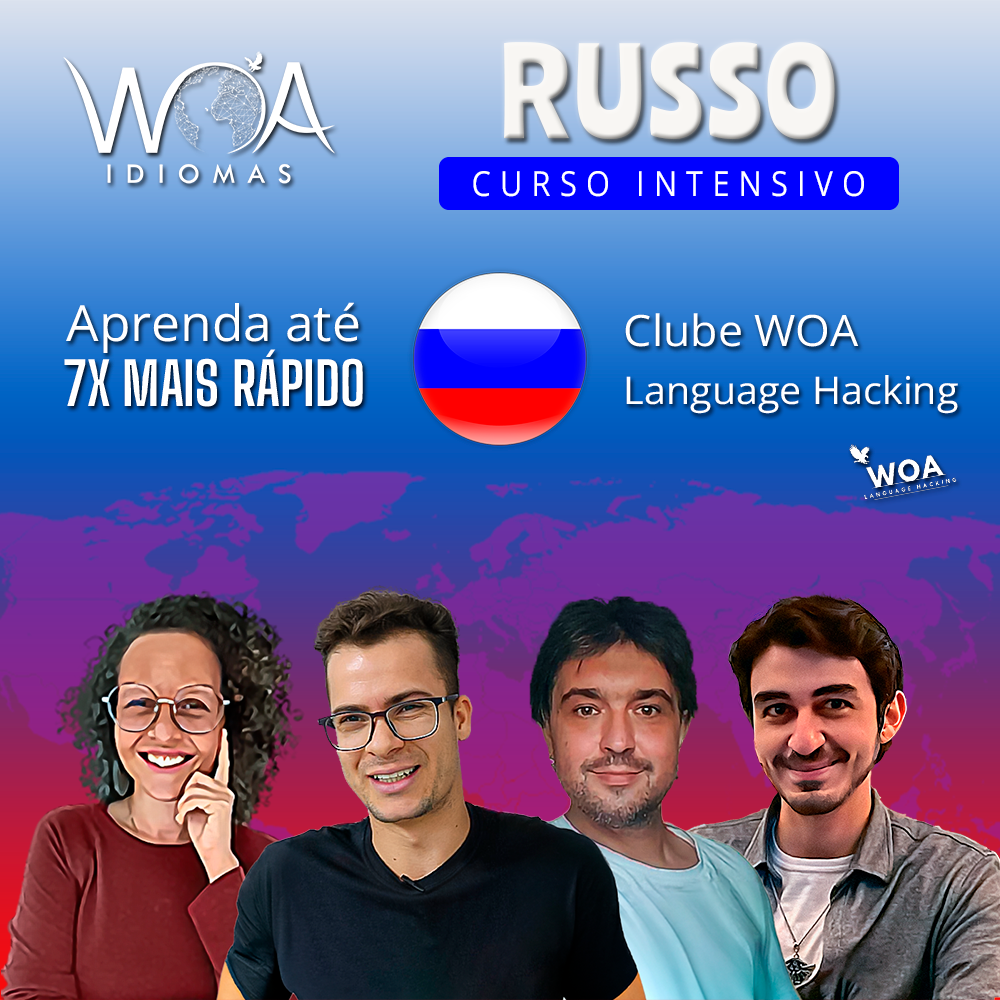 WOA
IDIOMAS
RUSSO
CURSO INTENSIVO
Aprenda até
7X MAIS RÁPIDO
Clube WOA
Language Hacking
WOA
LANGUAGE HACKING